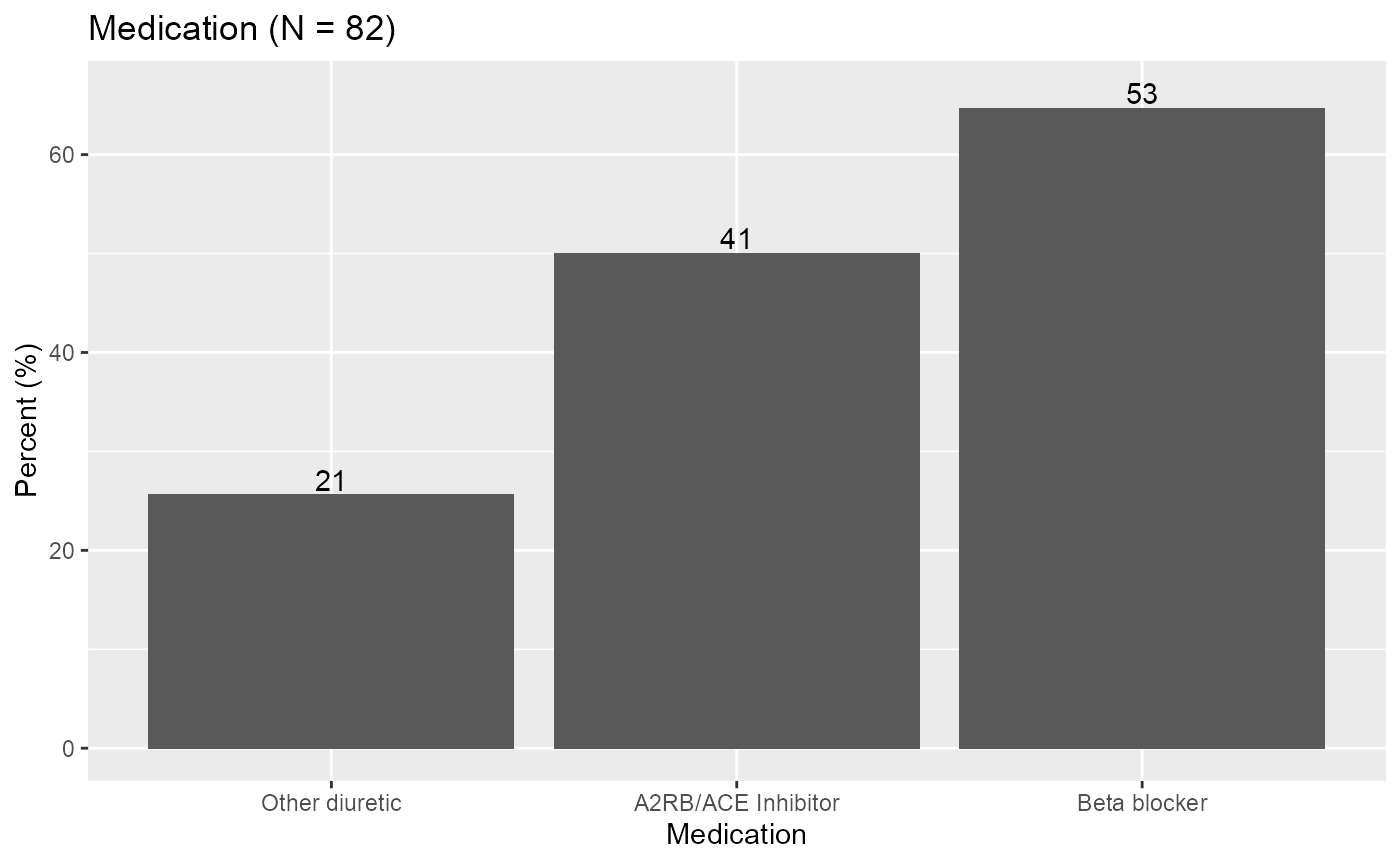 Medication (N = 82)
53
60
41
40
Percent (%)
21
20
0
Other diuretic
A2RB/ACE Inhibitor
Beta blocker
Medication